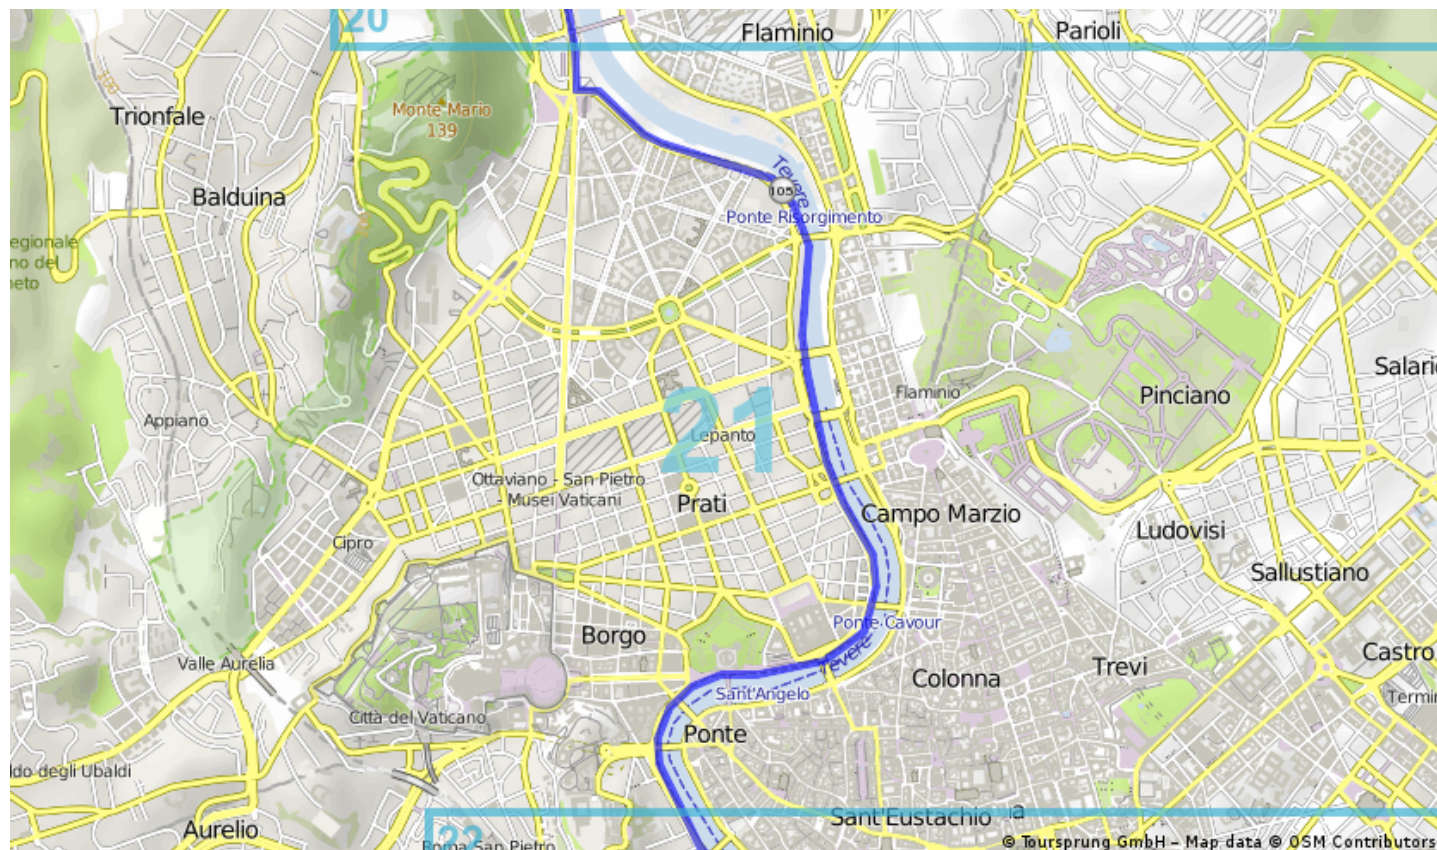 20
Flaminio
Parioli
Monte Mario
139
Trionfale
Tevere
105
Balduina
Ponte Risorgimento
egionale
no del
neto
Salari
Pinciano
Flaminio
Appiano
21
Lepanto
Ottaviano - San Pietro
- Musei Vaticani
Prati
Campo Marzio
Ludovisi
Cipro
Sallustiano
Ponte Cavour
Borgo
Tevere
Valle Aurelia
Castro
Trevi
Colonna
Sant'Angelo
Termin
Città del Vaticano
Ponte
ldo degli Ubaldi
Sant'Eustachio
la
Aurelio
22
Roma San Pietro
© Toursprung GmbH – Map data © OSM Contributors